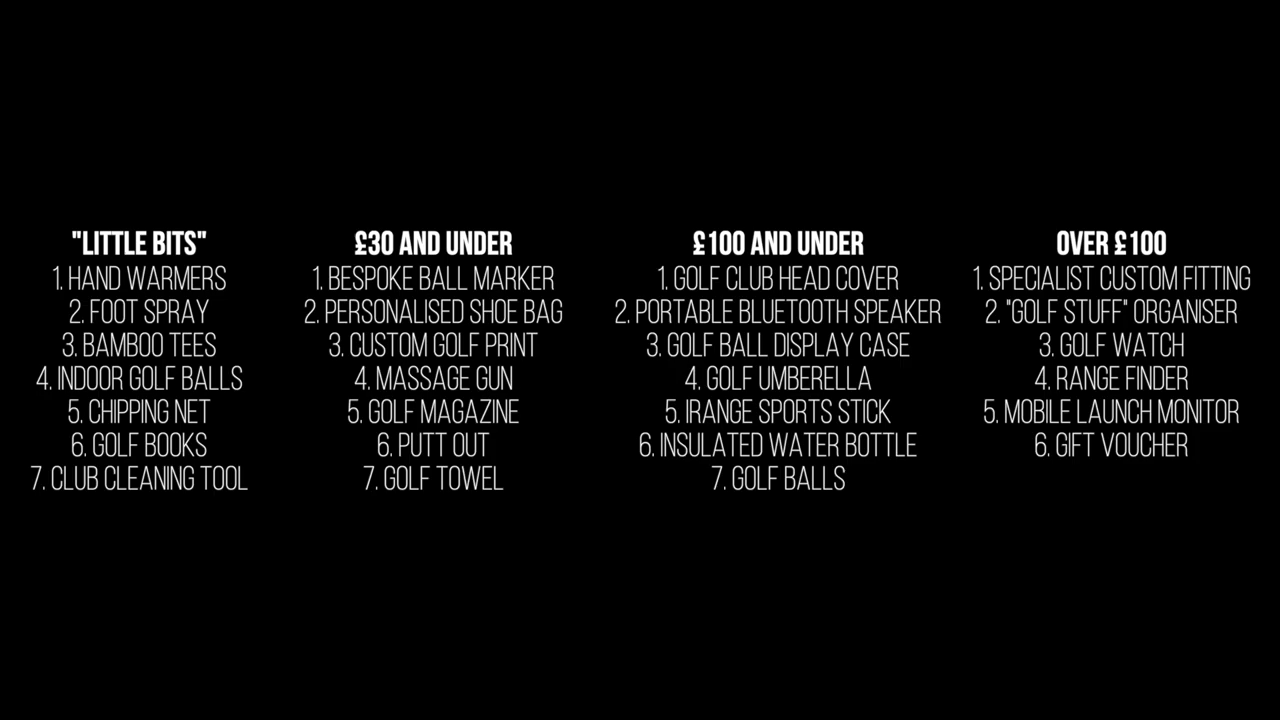 "LITTLE BITS"
1. HAND WARMERS
2. FOOT SPRAY
3. BAMBOO TEES
4. INDOOR GOLF BALLS
5. CHIPPING NET
6. GOLF BOOKS
7. CLUB CLEANING TOOL
£30 AND UNDER
1. BESPOKE BALL MARKER
2. PERSONALISED SHOE BAG
3. CUSTOM GOLF PRINT
4. MASSAGE GUN
5. GOLF MAGAZINE
6. PUTT OUT
7. GOLF TOWEL
£100 AND UNDER
1. GOLF CLUB HEAD COVER
2. PORTABLE BLUETOOTH SPEAKER
3. GOLF BALL DISPLAY CASE
4. GOLF UMBERELLA
5. IRANGE SPORTS STICK
6. INSULATED WATER BOTTLE
7. GOLF BALLS
OVER £100
1. SPECIALIST CUSTOM FITTING
2. "GOLF STUFF" ORGANISER
3. GOLF WATCH
4. RANGE FINDER
5. MOBILE LAUNCH MONITOR
6. GIFT VOUCHER